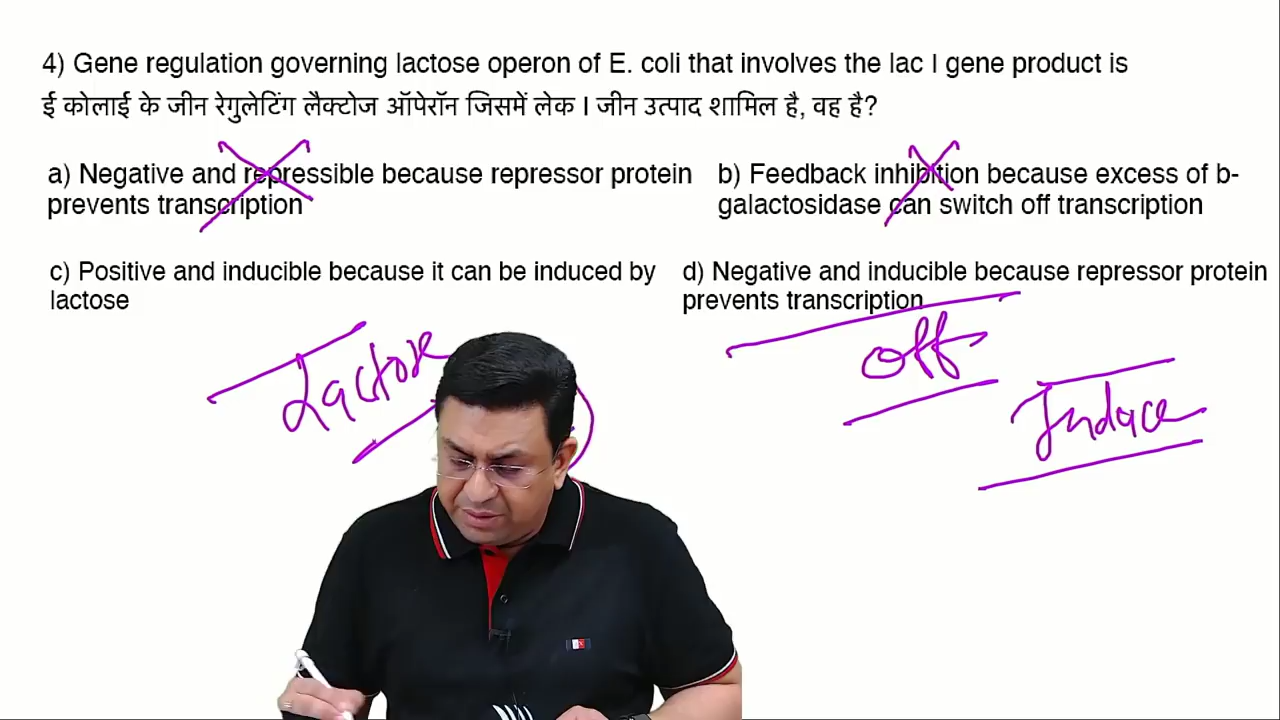 4) Gene regulation governing lactose operon of E. coli that involves the lac I gene product is
ई कोलाई के जीन रेगुलेटिंग लैक्टोज ऑपेरॉन जिसमें लेक I जीन उत्पाद शामिल है, वह है?
a) Negative and repressible because repressor protein
prevents transcription
b) Feedback inhibition because excess of b-
galactosidase can switch off transcription
c) Positive and inducible because it can be induced by
lactose
d) Negative and inducible because repressor protein
prevents transcription
Lactose
Off
Induce